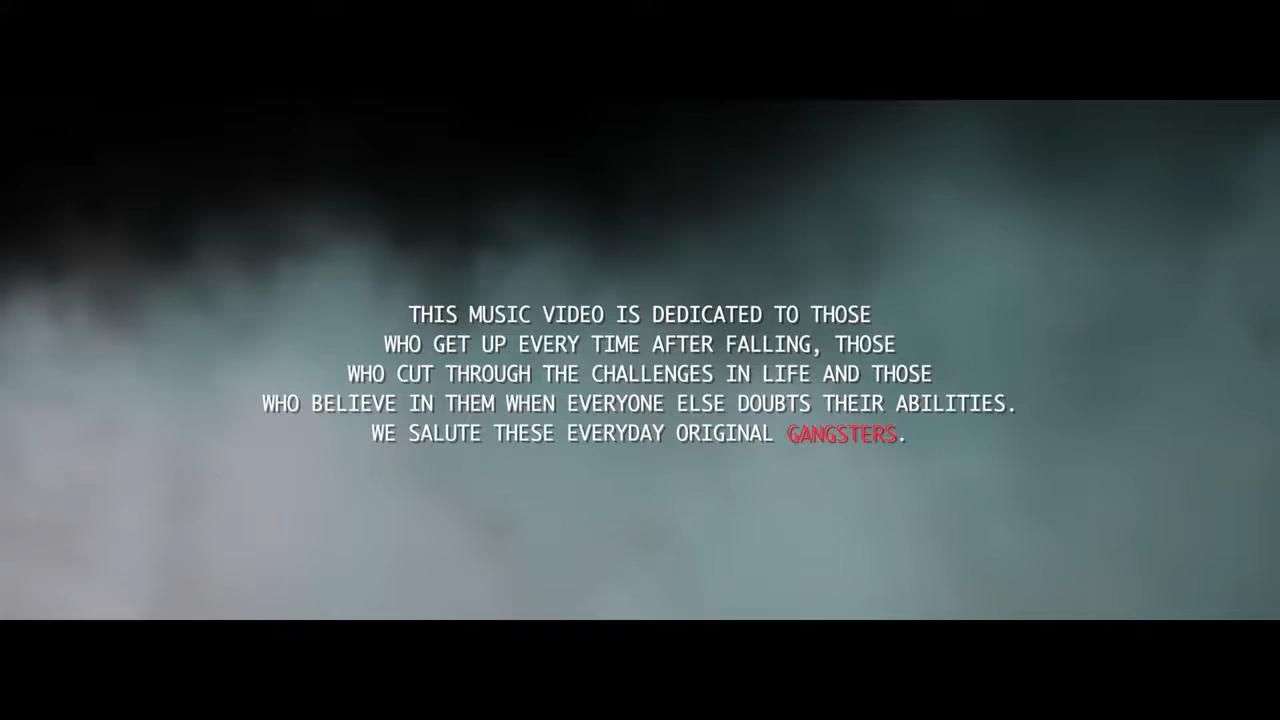 THIS MUSIC VIDEO IS DEDICATED TO THOSE
WHO GET UP EVERY TIME AFTER FALLING, THOSE
WHO CUT THROUGH THE CHALLENGES IN LIFE AND THOSE
WHO BELIEVE IN THEM WHEN EVERYONE ELSE DOUBTS THEIR ABILITIES.
WE SALUTE THESE EVERYDAY ORIGINAL GANGSTERS.